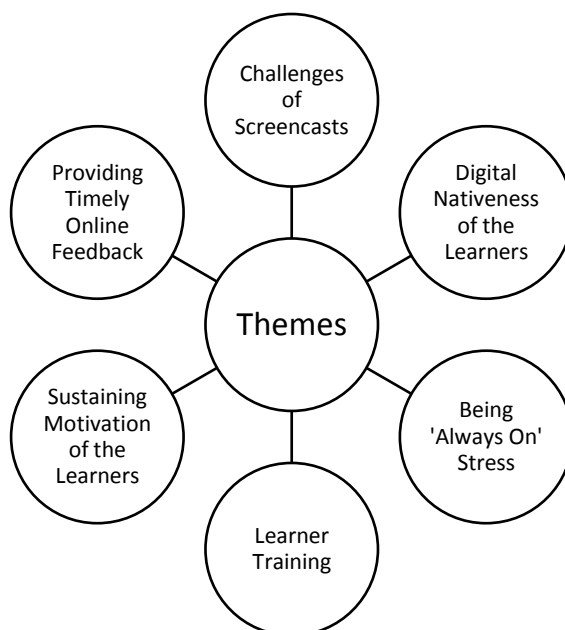 Challenges
of
Screencasts
Digital
Nativeness
of the
Learners
Being
'Always On'
Stress
Learner
Training
Sustaining
Motivation
of the
Learners
Providing
Timely
Online
Feedback
Themes